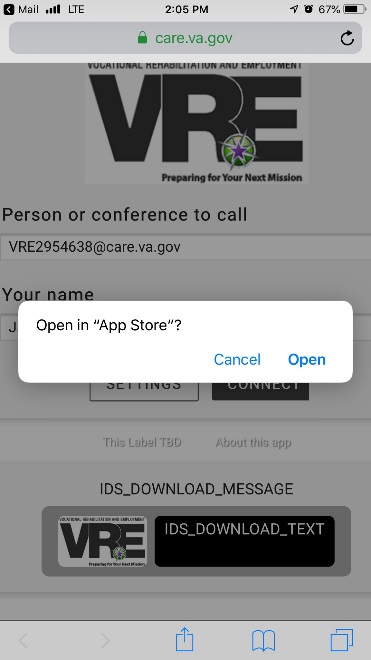 Mail LTE 2:05 PM 67%
care.va.gov
VOCATIONAL REHABILITATION AND EMPLOYMENT
VRE
Preparing for Your Next Mission
Person or conference to call
VRE2954638@care.va.gov
Your name
J
Open in “App Store”?
Cancel Open
SETTINGS CONNECT
This Label TBD About this app
IDS_DOWNLOAD_MESSAGE
VOCATIONAL REHABILITATION AND EMPLOYMENT
VRE
Preparing for Your Next Mission
IDS_DOWNLOAD_TEXT